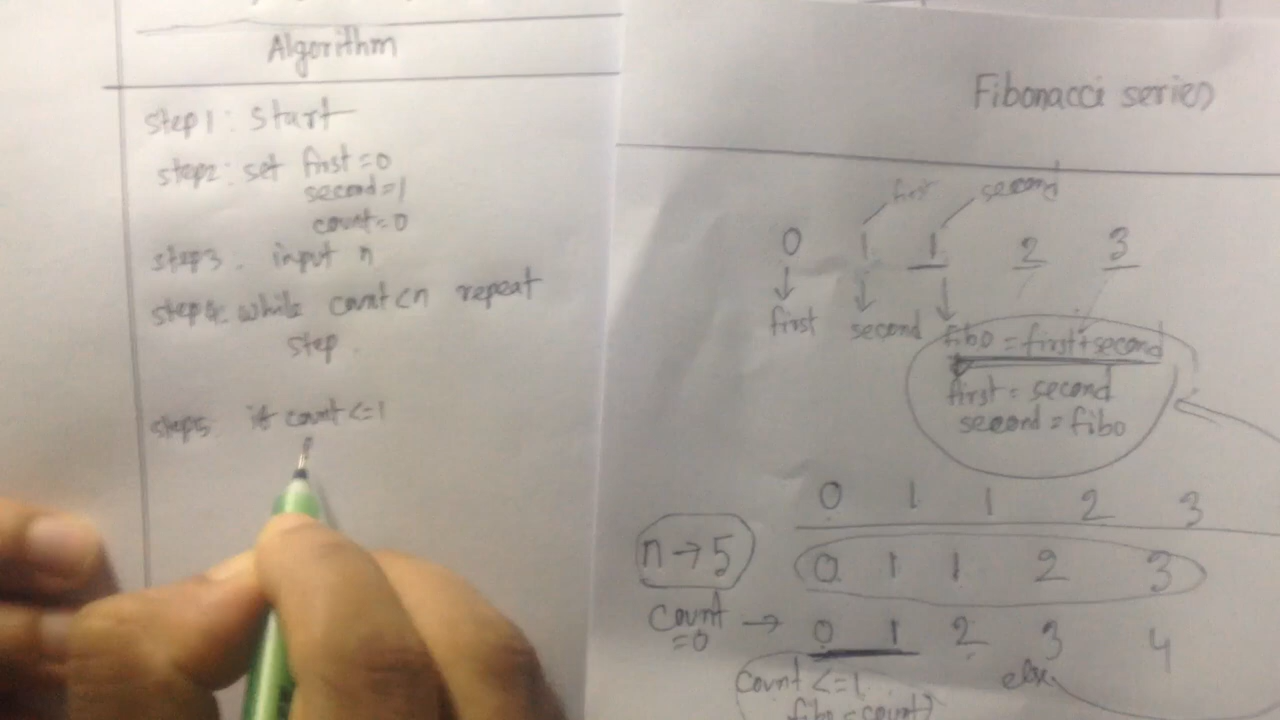 Algorithm
step1: start
step2: set first=0
second=1
count=0
step3. input n
step4: while count<n repeat
step.
step5 if count <=1
Fibonacci series
first second
0 1 1 2 3
first second fibo = first+second
first = second
second = fibo
0 1 1 2 3
n→5 0 1 1 2 3
count =0 → 0 1 2 3 4
count <=1 else
fibo = count